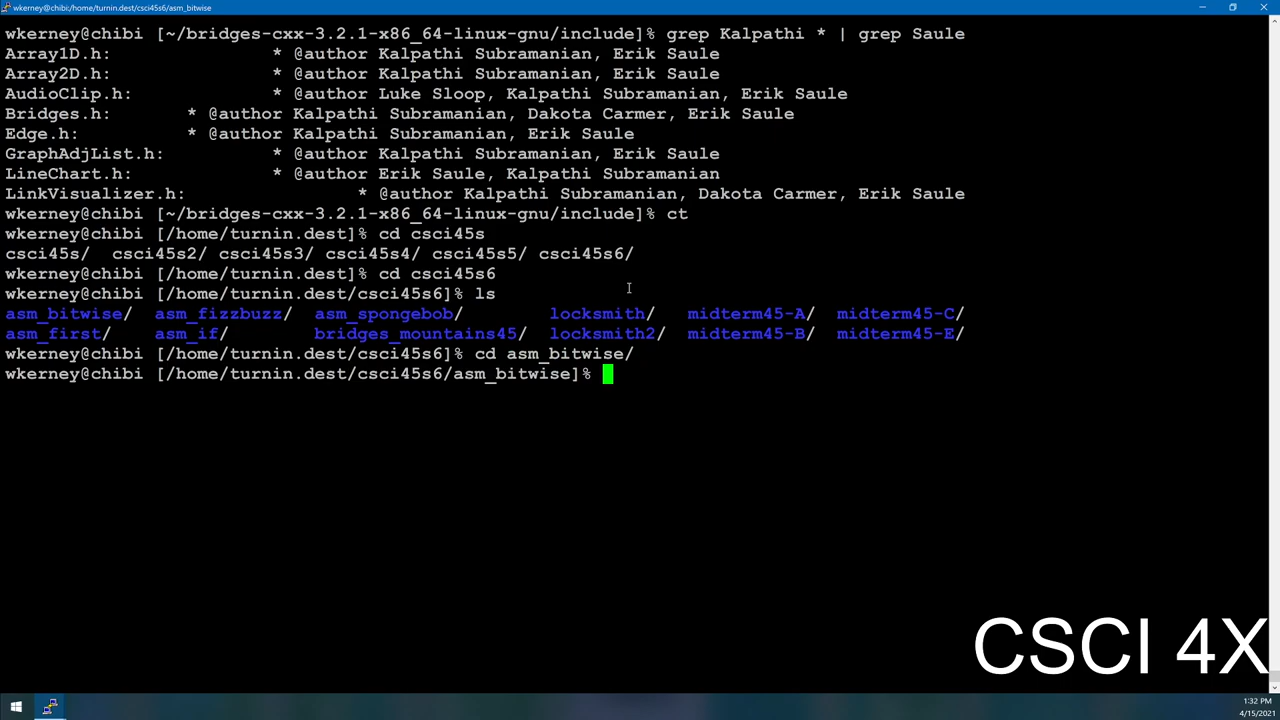 wkerney@chibi:/home/turnin.dest/csci45s6/asm_bitwise
wkerney@chibi [~/bridges-cxx-3.2.1-x86_64-linux-gnu/include]% grep Kalpathi * | grep Saule
Array1D.h: * @author Kalpathi Subramanian, Erik Saule
Array2D.h: * @author Kalpathi Subramanian, Erik Saule
AudioClip.h: * @author Luke Sloop, Kalpathi Subramanian, Erik Saule
Bridges.h: * @author Kalpathi Subramanian, Dakota Carmer, Erik Saule
Edge.h: * @author Kalpathi Subramanian, Erik Saule
GraphAdjList.h: * @author Kalpathi Subramanian, Erik Saule
LineChart.h: * @author Erik Saule, Kalpathi Subramanian
LinkVisualizer.h: * @author Kalpathi Subramanian, Dakota Carmer, Erik Saule
wkerney@chibi [~/bridges-cxx-3.2.1-x86_64-linux-gnu/include]% ct
wkerney@chibi [/home/turnin.dest]% cd csci45s
csci45s/ csci45s2/ csci45s3/ csci45s4/ csci45s5/ csci45s6/
wkerney@chibi [/home/turnin.dest]% cd csci45s6
wkerney@chibi [/home/turnin.dest/csci45s6]% ls
asm_bitwise/ asm_fizzbuzz/ asm_spongebob/ locksmith/ midterm45-A/ midterm45-C/
asm_first/ asm_if/ bridges_mountains45/ locksmith2/ midterm45-B/ midterm45-E/
wkerney@chibi [/home/turnin.dest/csci45s6]% cd asm_bitwise/
wkerney@chibi [/home/turnin.dest/csci45s6/asm_bitwise]%
CSCI 4X
1:32 PM
4/15/2021